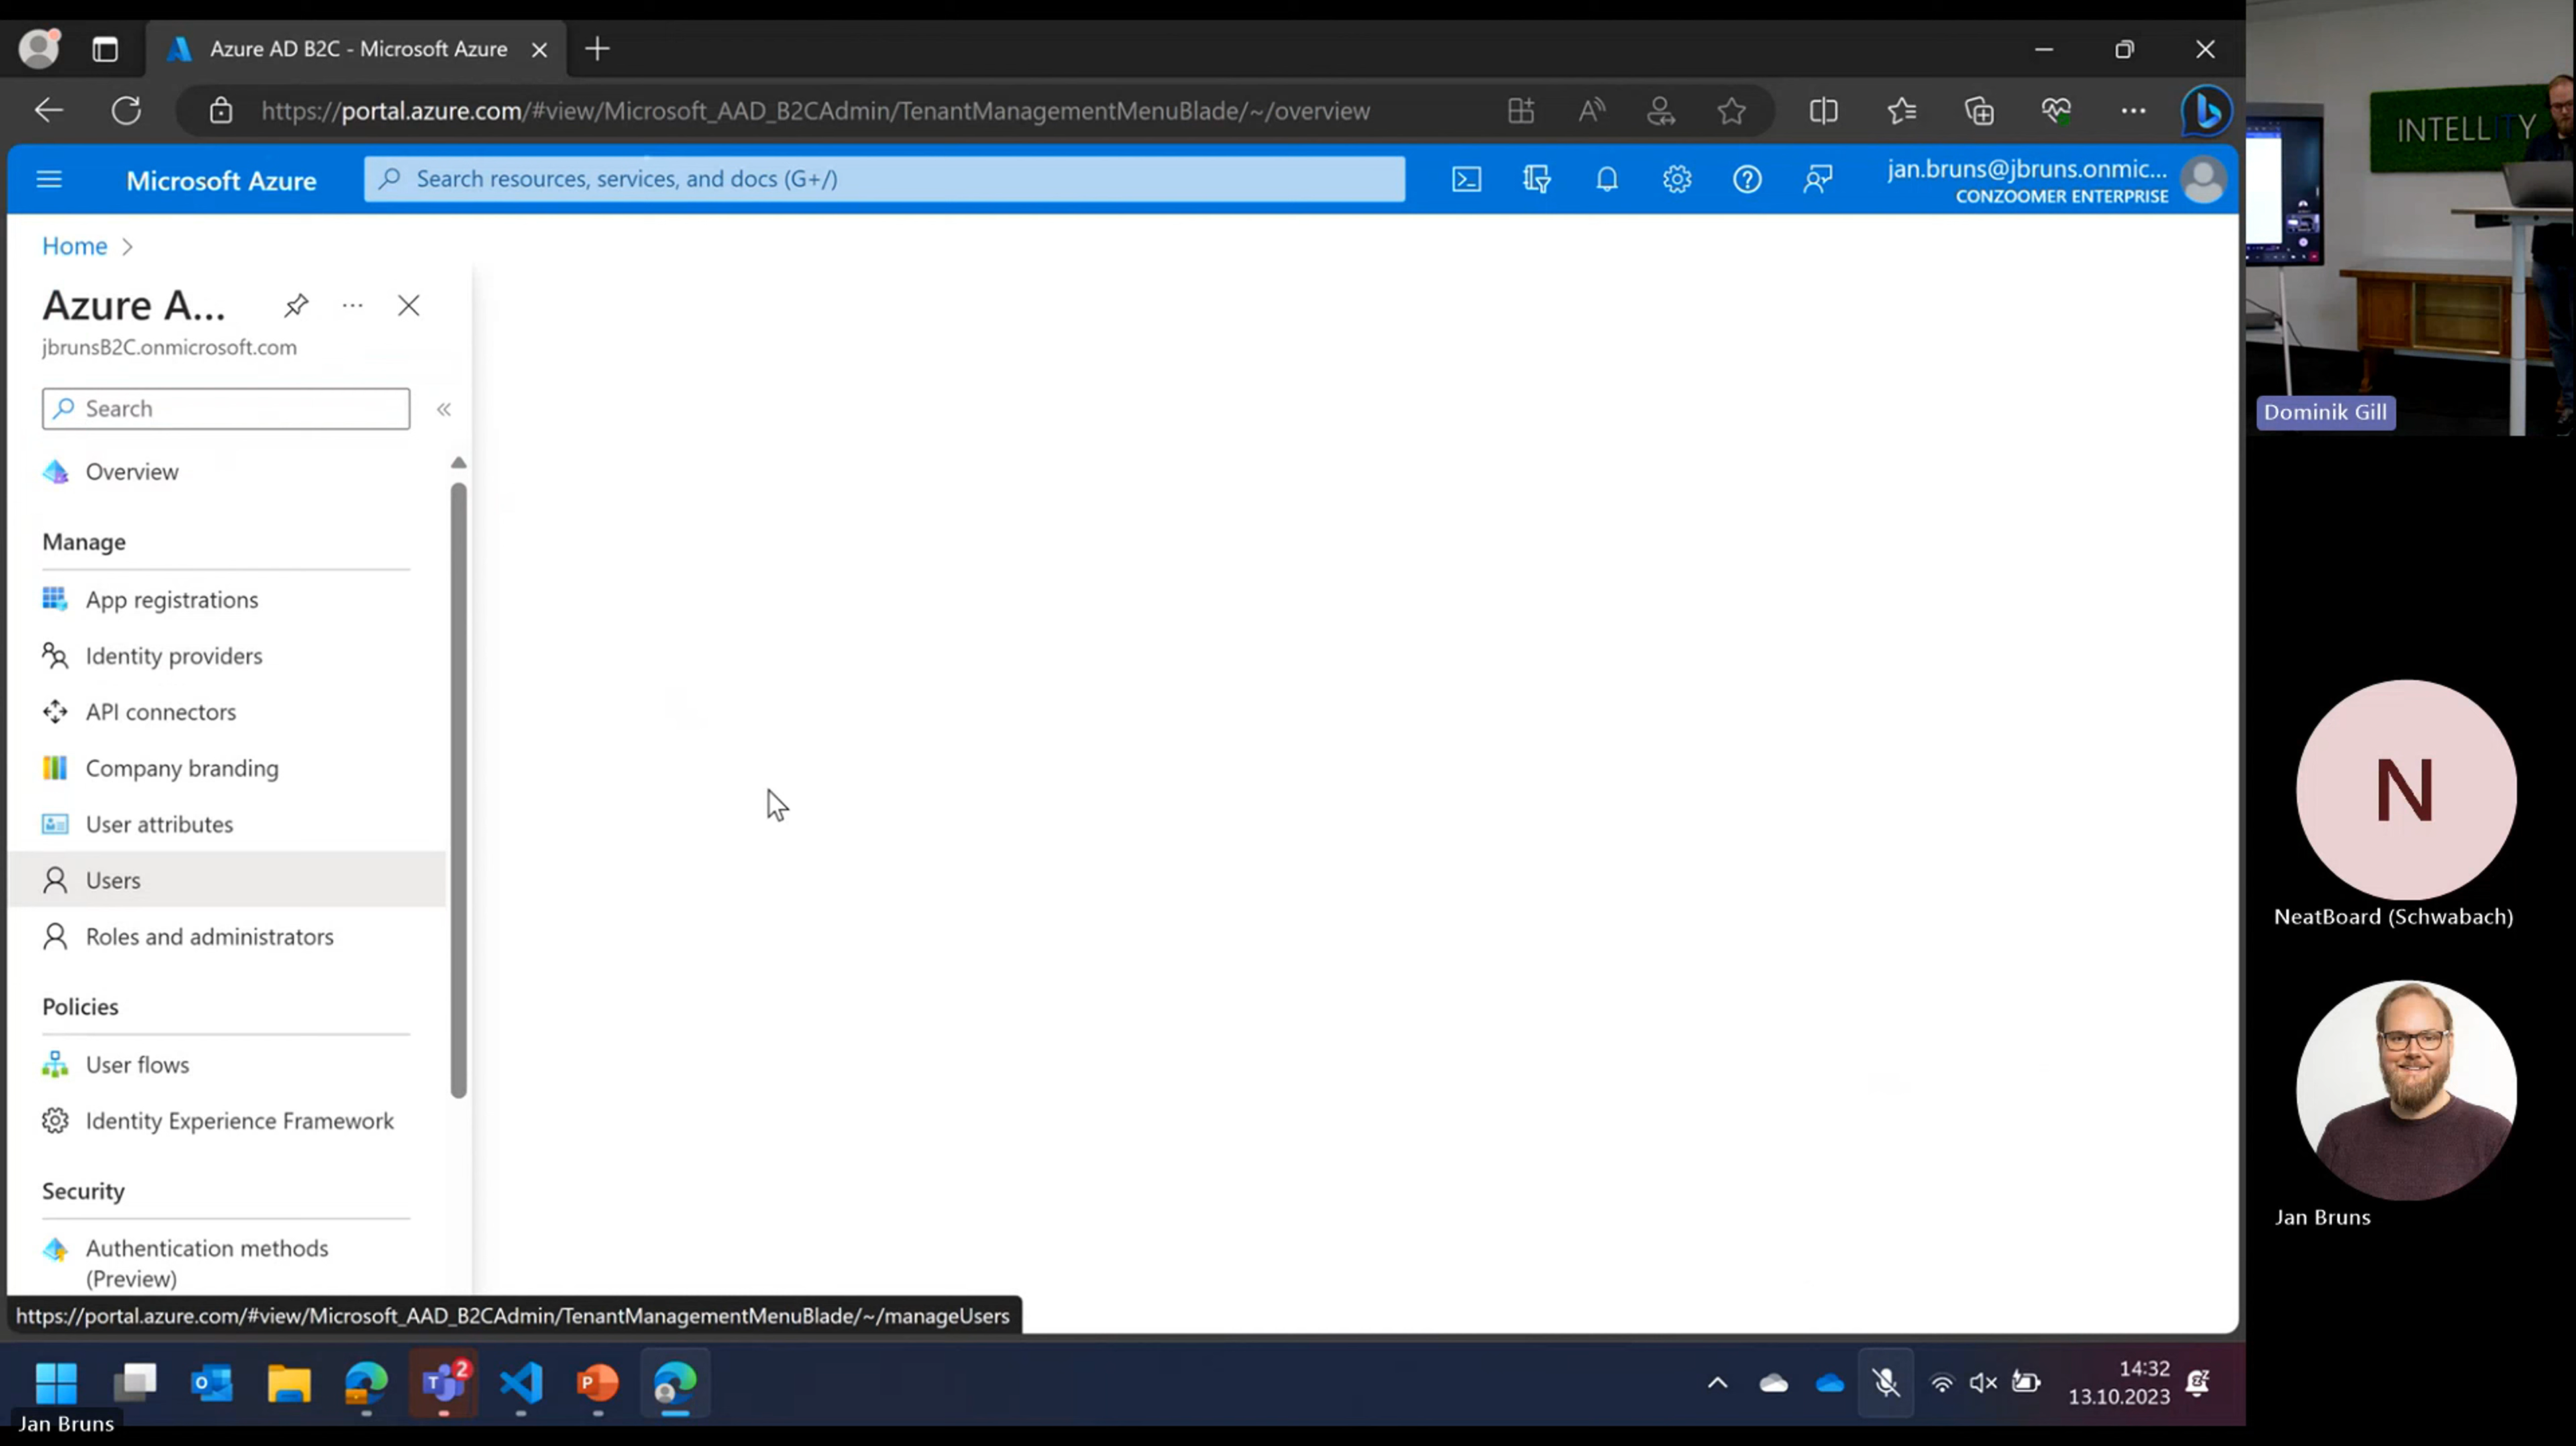 Azure AD B2C - Microsoft Azure
https://portal.azure.com/#view/Microsoft_AAD_B2CAdmin/TenantManagementMenuBlade/~/overview
Microsoft Azure
Search resources, services, and docs (G+/)
jan.bruns@jbruns.onmic...
CONZOOMER ENTERPRISE
Home
Azure A...
jbrunsB2C.onmicrosoft.com
Search
Overview
Manage
App registrations
Identity providers
API connectors
Company branding
User attributes
Users
Roles and administrators
Policies
User flows
Identity Experience Framework
Security
Authentication methods
(Preview)
https://portal.azure.com/#view/Microsoft_AAD_B2CAdmin/TenantManagementMenuBlade/~/manageUsers
2
14:32
13.10.2023
Jan Bruns
INTELLITY
Dominik Gill
N
NeatBoard (Schwabach)
Jan Bruns